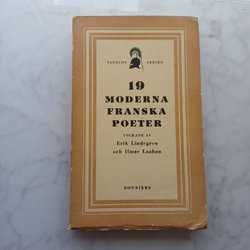 PANACHE SERIEN
19
MODERNA
FRANSKA
POETER
TOLKADE AV
Erik Lindegren
och Ilmar Laaban
BONNIERS